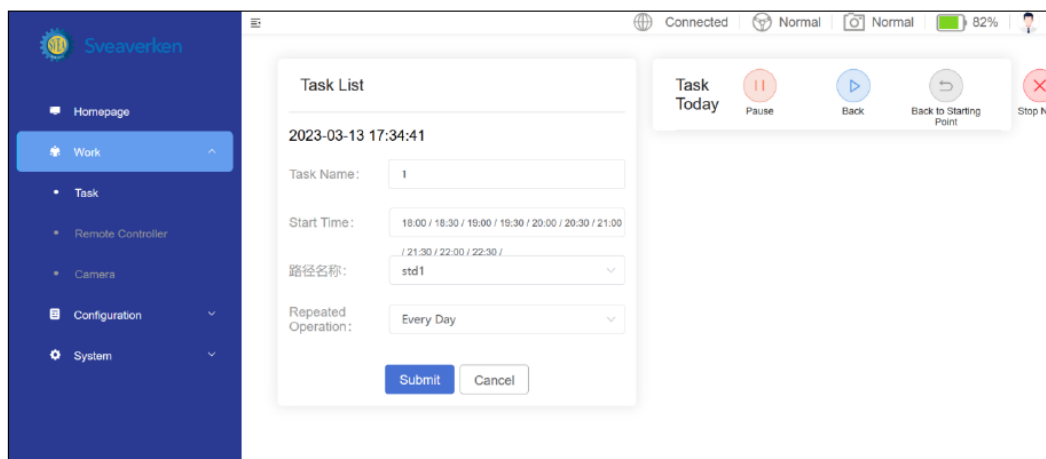 SVEA
Sveaverken
Connected
Normal
Normal
82%
Homepage
Work
Task
Remote Controller
Camera
Configuration
System
Task List
2023-03-13 17:34:41
Task Name:
1
Start Time:
18:00 / 18:30 / 19:00 / 19:30 / 20:00 / 20:30 / 21:00
/ 21:30 / 22:00 / 22:30 /
路径名称:
std1
Repeated
Operation:
Every Day
Submit
Cancel
Task
Today
Pause
Back
Back to Starting
Point
Stop N